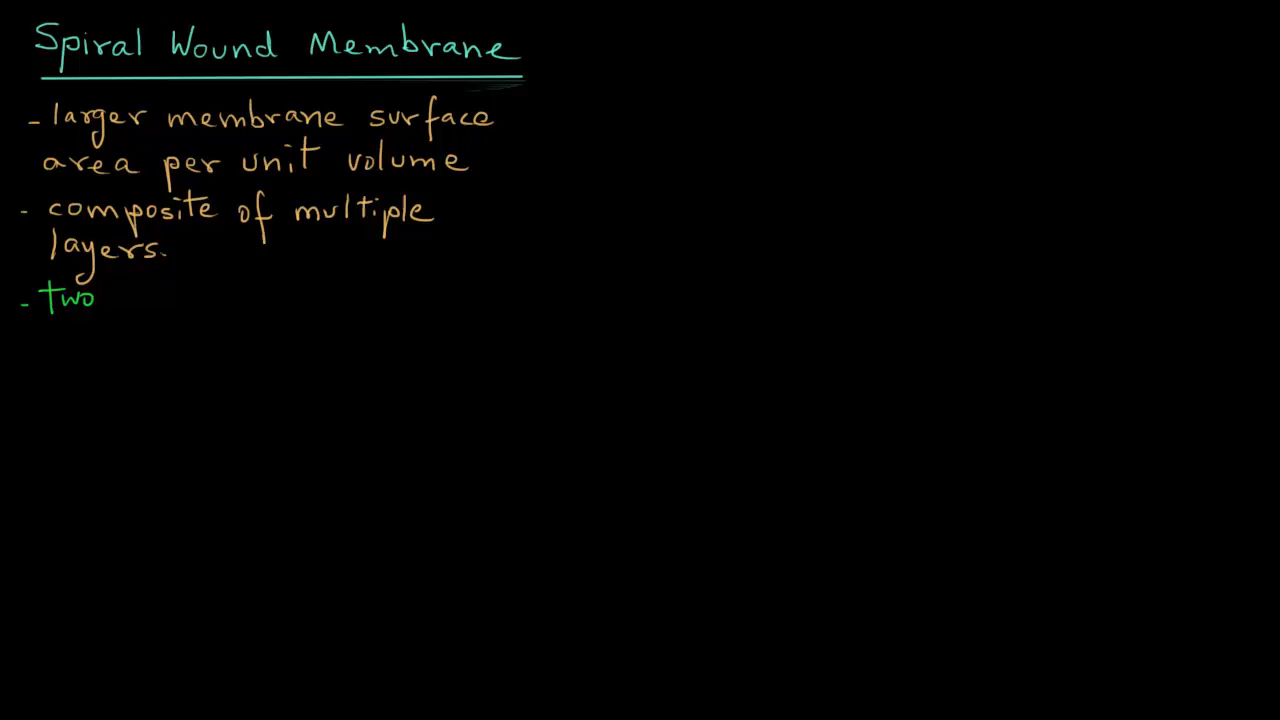 Spiral Wound Membrane
- larger membrane surface
area per unit volume
- composite of multiple
layers.
- two